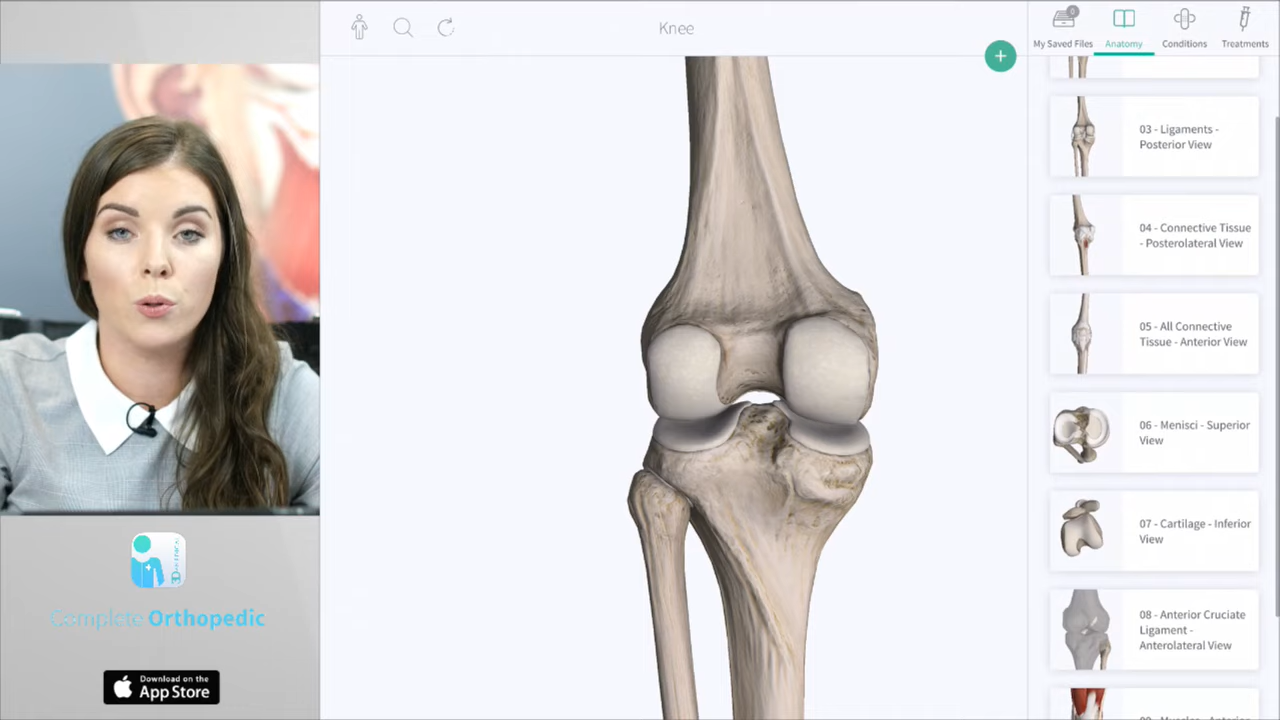 Knee
0
My Saved Files
Anatomy
Conditions
Treatments
03 - Ligaments -
Posterior View
04 - Connective Tissue
- Posterolateral View
05 - All Connective
Tissue - Anterior View
06 - Menisci - Superior
View
07 - Cartilage - Inferior
View
08 - Anterior Cruciate
Ligament -
Anterolateral View
Complete Orthopedic
Download on the
App Store